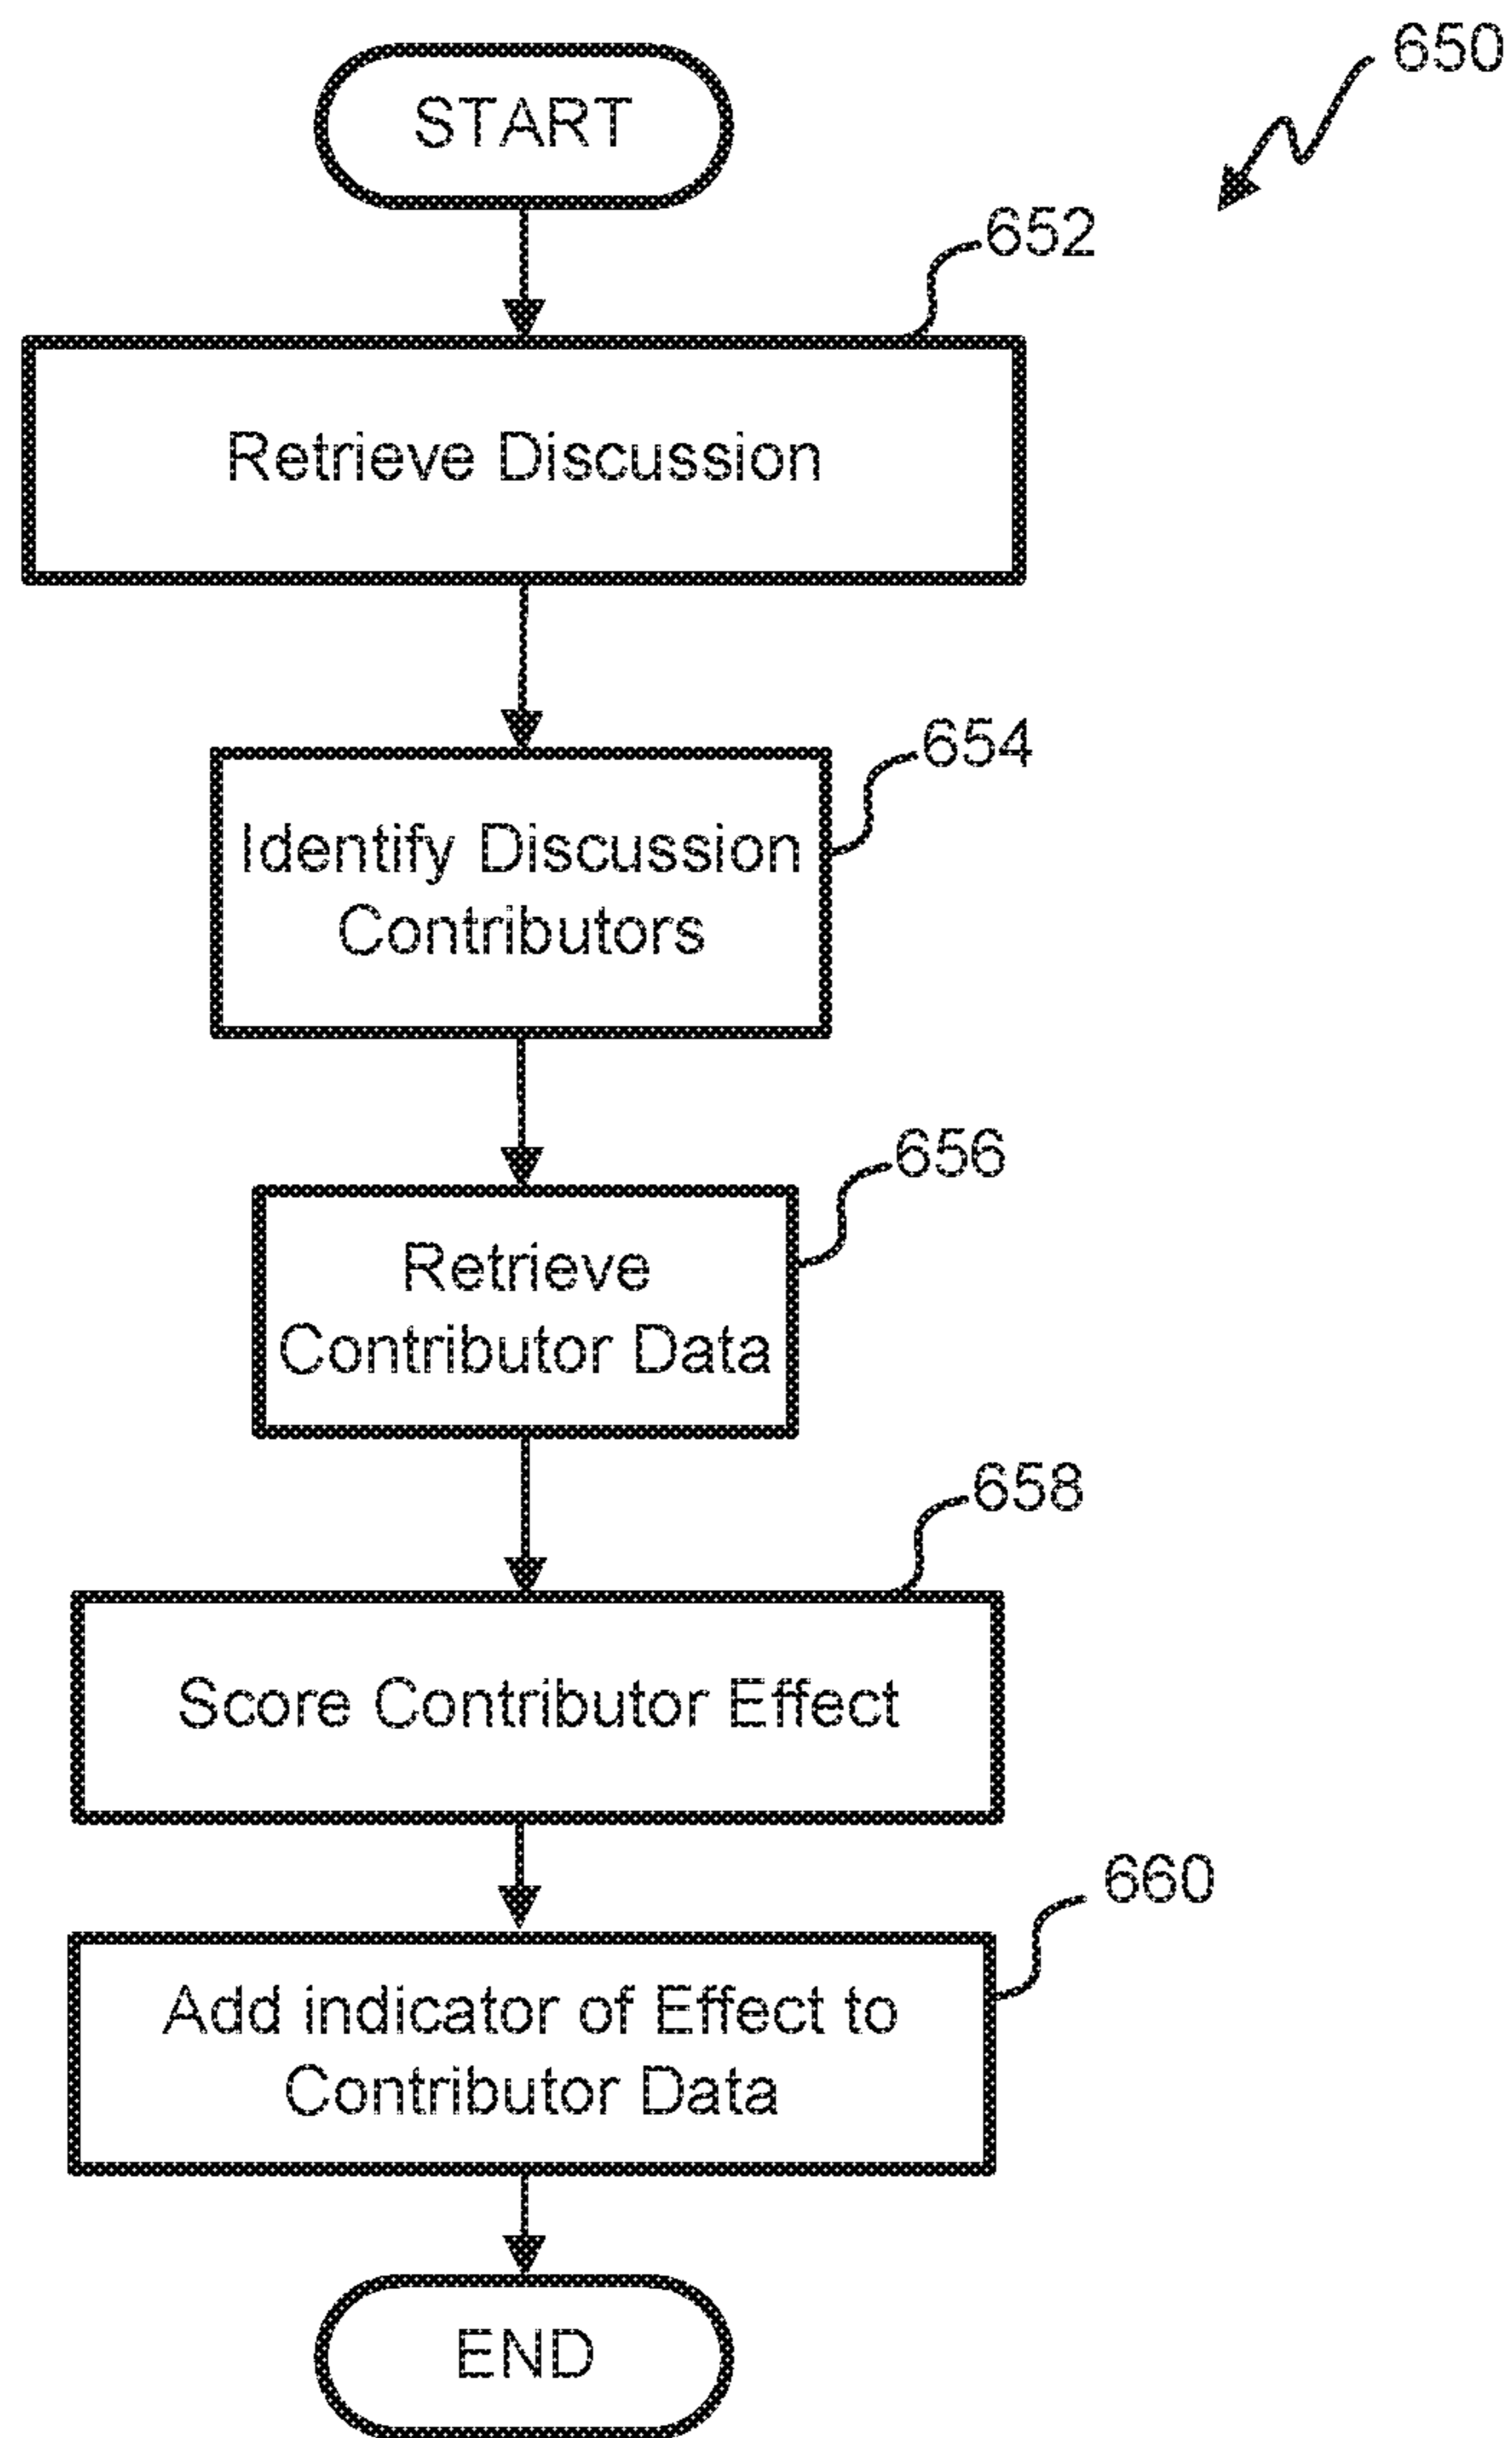 650
START
652
Retrieve Discussion
654
Identify Discussion
Contributors
656
Retrieve
Contributor Data
658
Score Contributor Effect
660
Add indicator of Effect to
Contributor Data
END